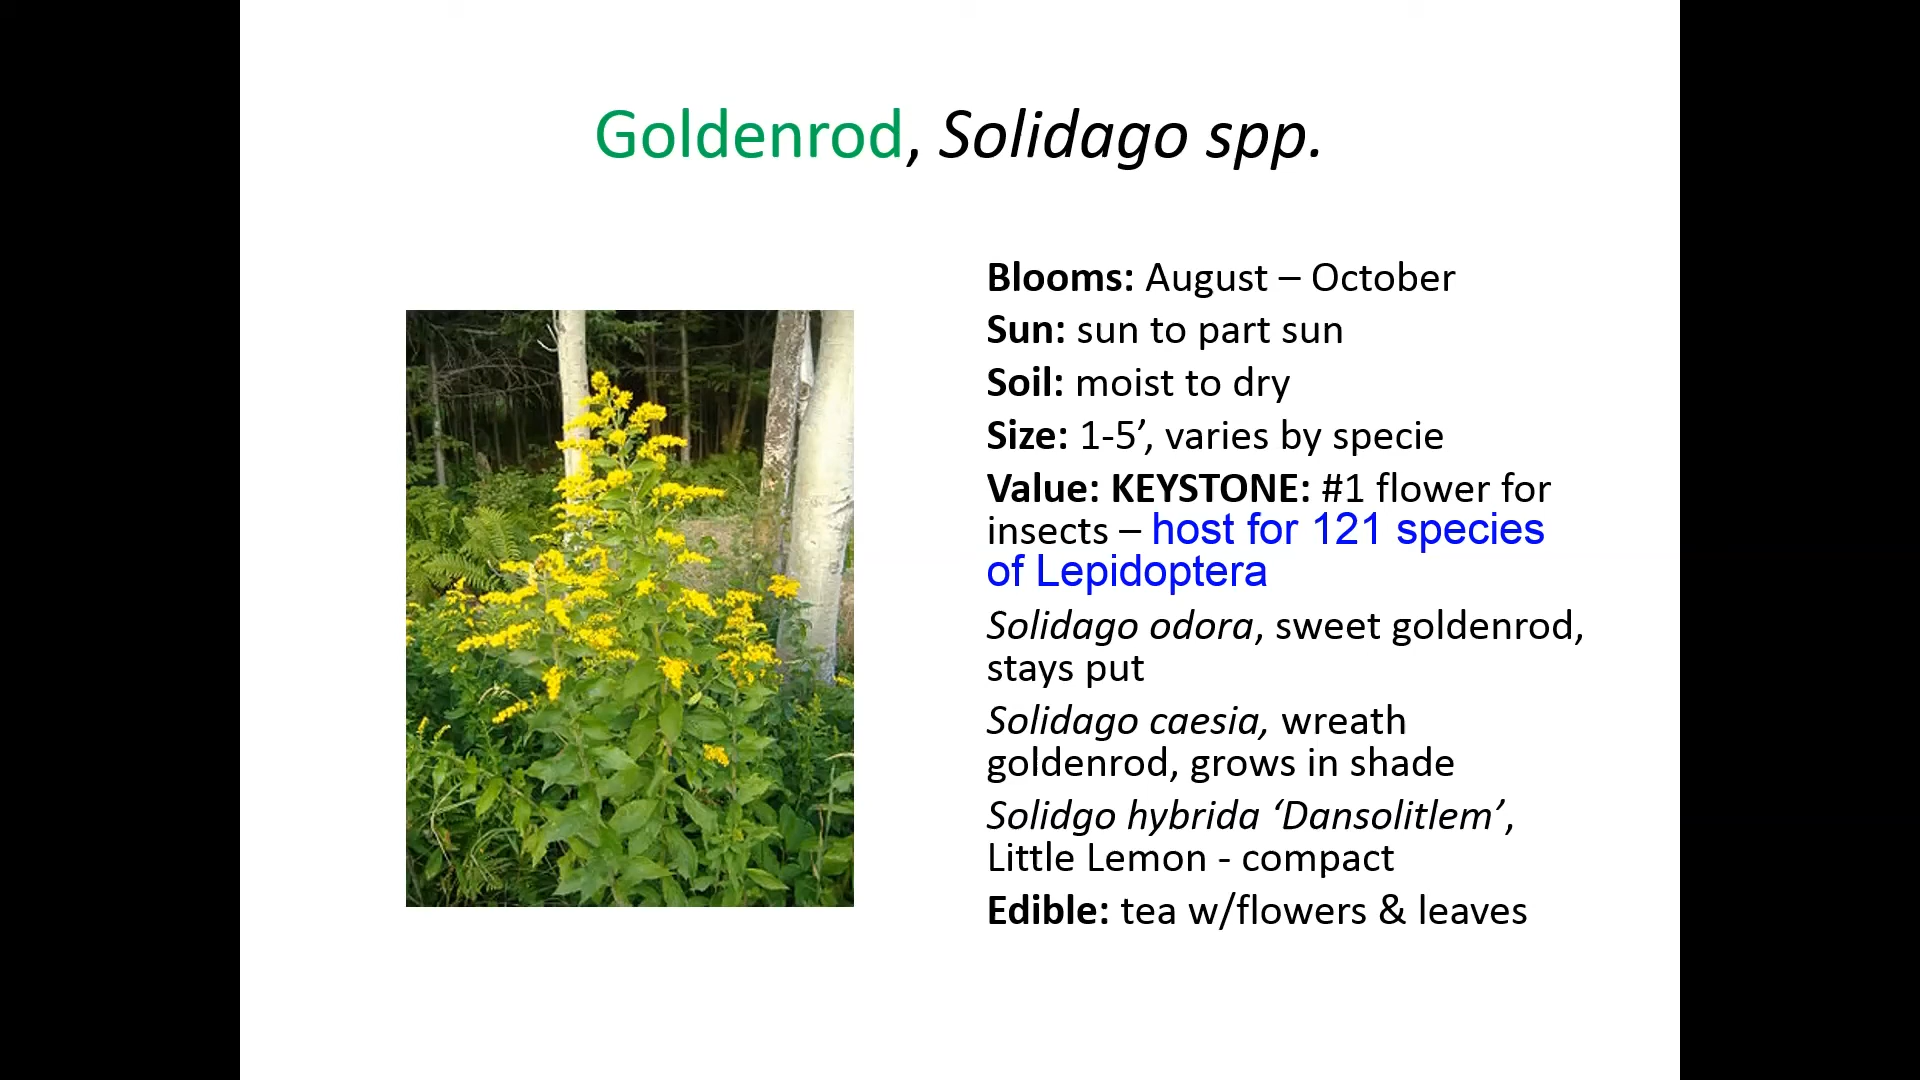 Goldenrod, Solidago spp.
Blooms: August – October
Sun: sun to part sun
Soil: moist to dry
Size: 1-5’, varies by specie
Value: KEYSTONE: #1 flower for
insects – host for 121 species
of Lepidoptera
Solidago odora, sweet goldenrod,
stays put
Solidago caesia, wreath
goldenrod, grows in shade
Solidgo hybrida ‘Dansolitlem’,
Little Lemon - compact
Edible: tea w/flowers & leaves